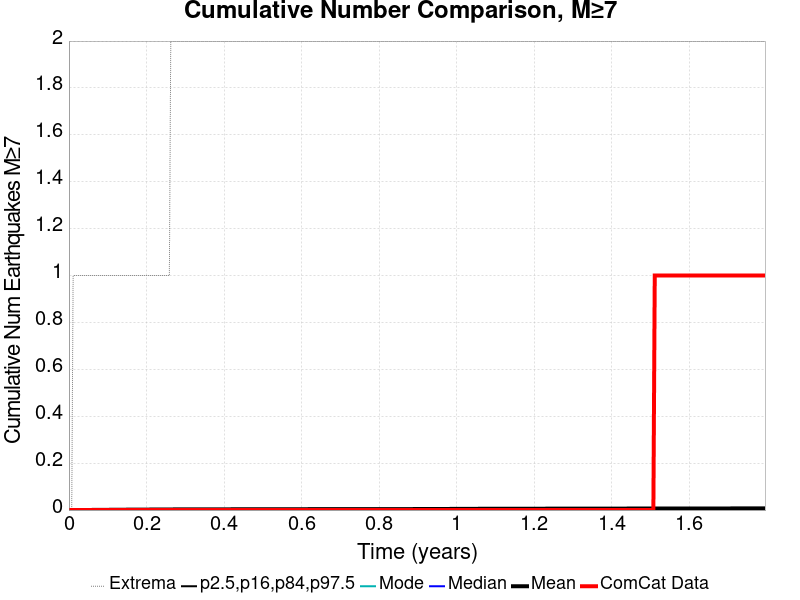 Cumulative Number Comparison, M≥7
Cumulative Num Earthquakes M≥7
2
1.8
1.6
1.4
1.2
1
0.8
0.6
0.4
0.2
0
0 0.2 0.4 0.6 0.8 1 1.2 1.4 1.6
Time (years)
Extrema p2.5,p16,p84,p97.5 Mode Median Mean ComCat Data